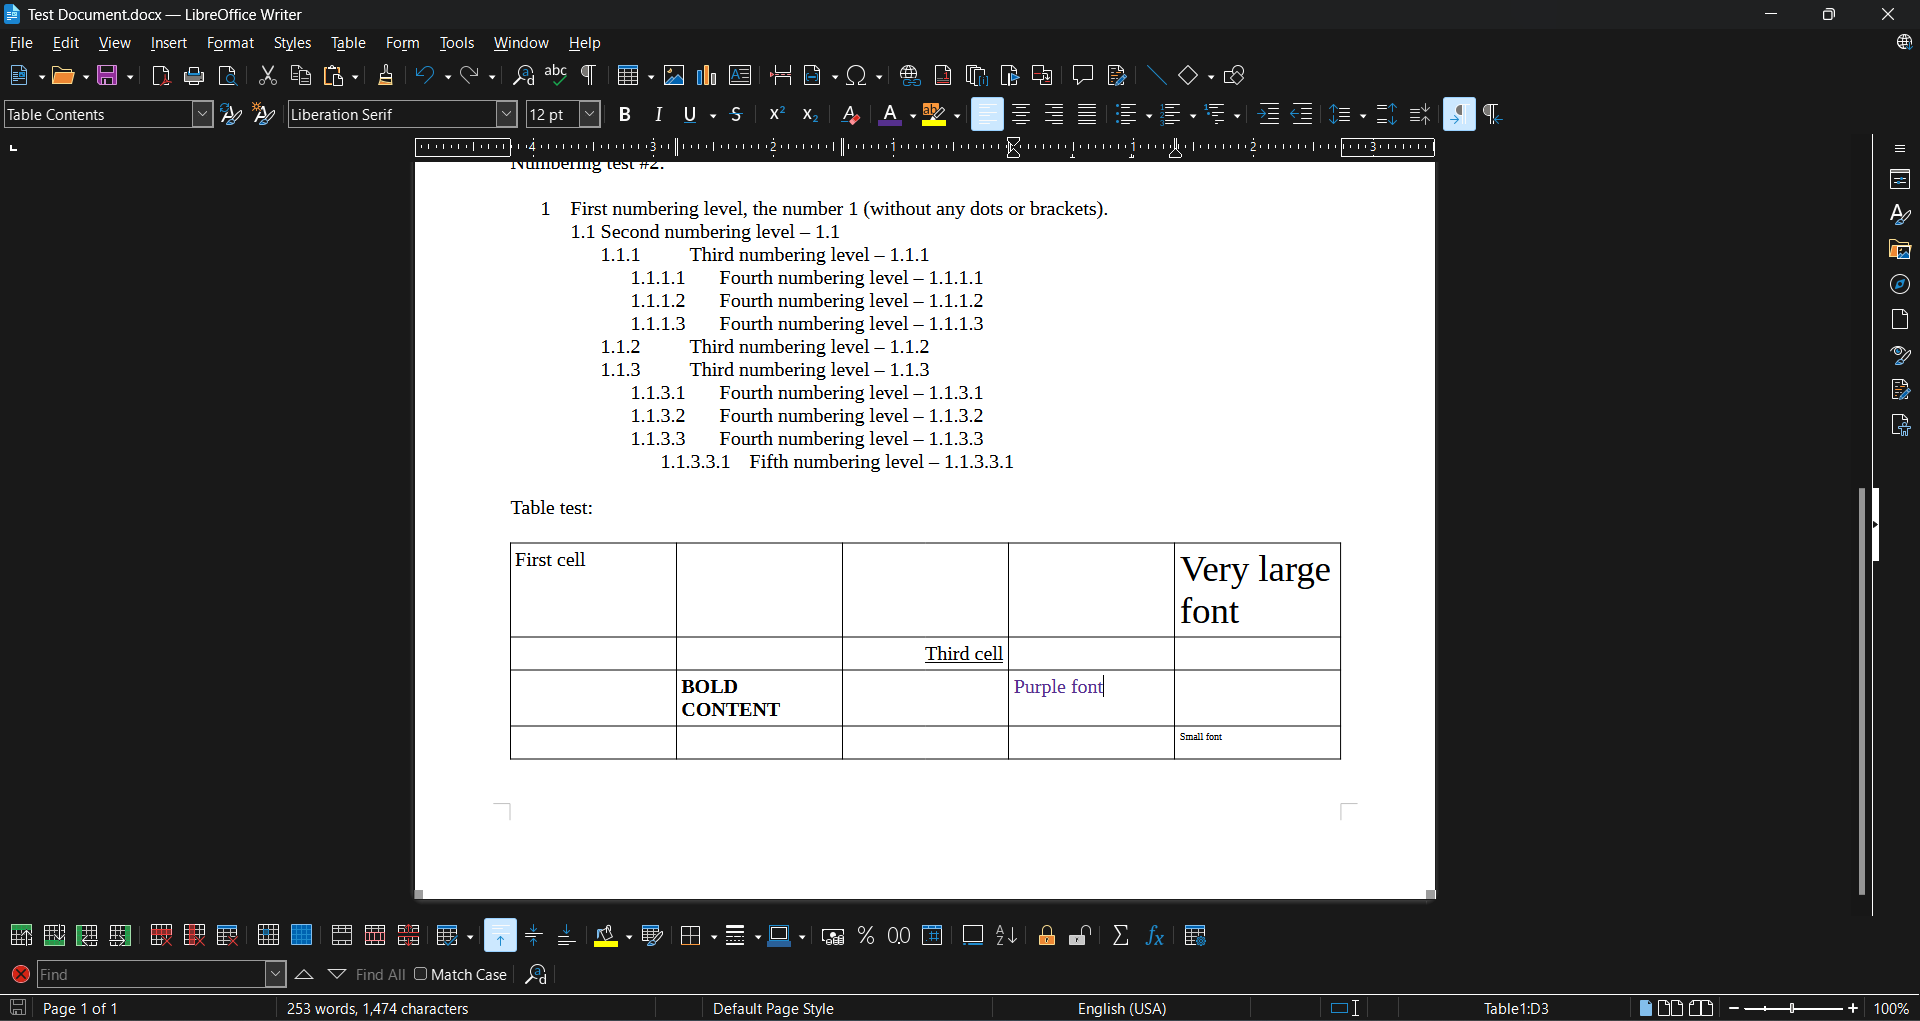 Test Document.docx — LibreOffice Writer
File Edit View Insert Format Styles Table Form Tools Window Help
Table Contents Liberation Serif 12 pt
4 3 2 1 1 2 3
Numbering test #2:
1 First numbering level, the number 1 (without any dots or brackets).
1.1 Second numbering level – 1.1
1.1.1 Third numbering level – 1.1.1
1.1.1.1 Fourth numbering level – 1.1.1.1
1.1.1.2 Fourth numbering level – 1.1.1.2
1.1.1.3 Fourth numbering level – 1.1.1.3
1.1.2 Third numbering level – 1.1.2
1.1.3 Third numbering level – 1.1.3
1.1.3.1 Fourth numbering level – 1.1.3.1
1.1.3.2 Fourth numbering level – 1.1.3.2
1.1.3.3 Fourth numbering level – 1.1.3.3
1.1.3.3.1 Fifth numbering level – 1.1.3.3.1
Table test:
First cell
Very large
font
Third cell
BOLD
CONTENT
Purple font
Small font
Find Find All Match Case
Page 1 of 1 253 words, 1,474 characters Default Page Style English (USA) Table1:D3 100%